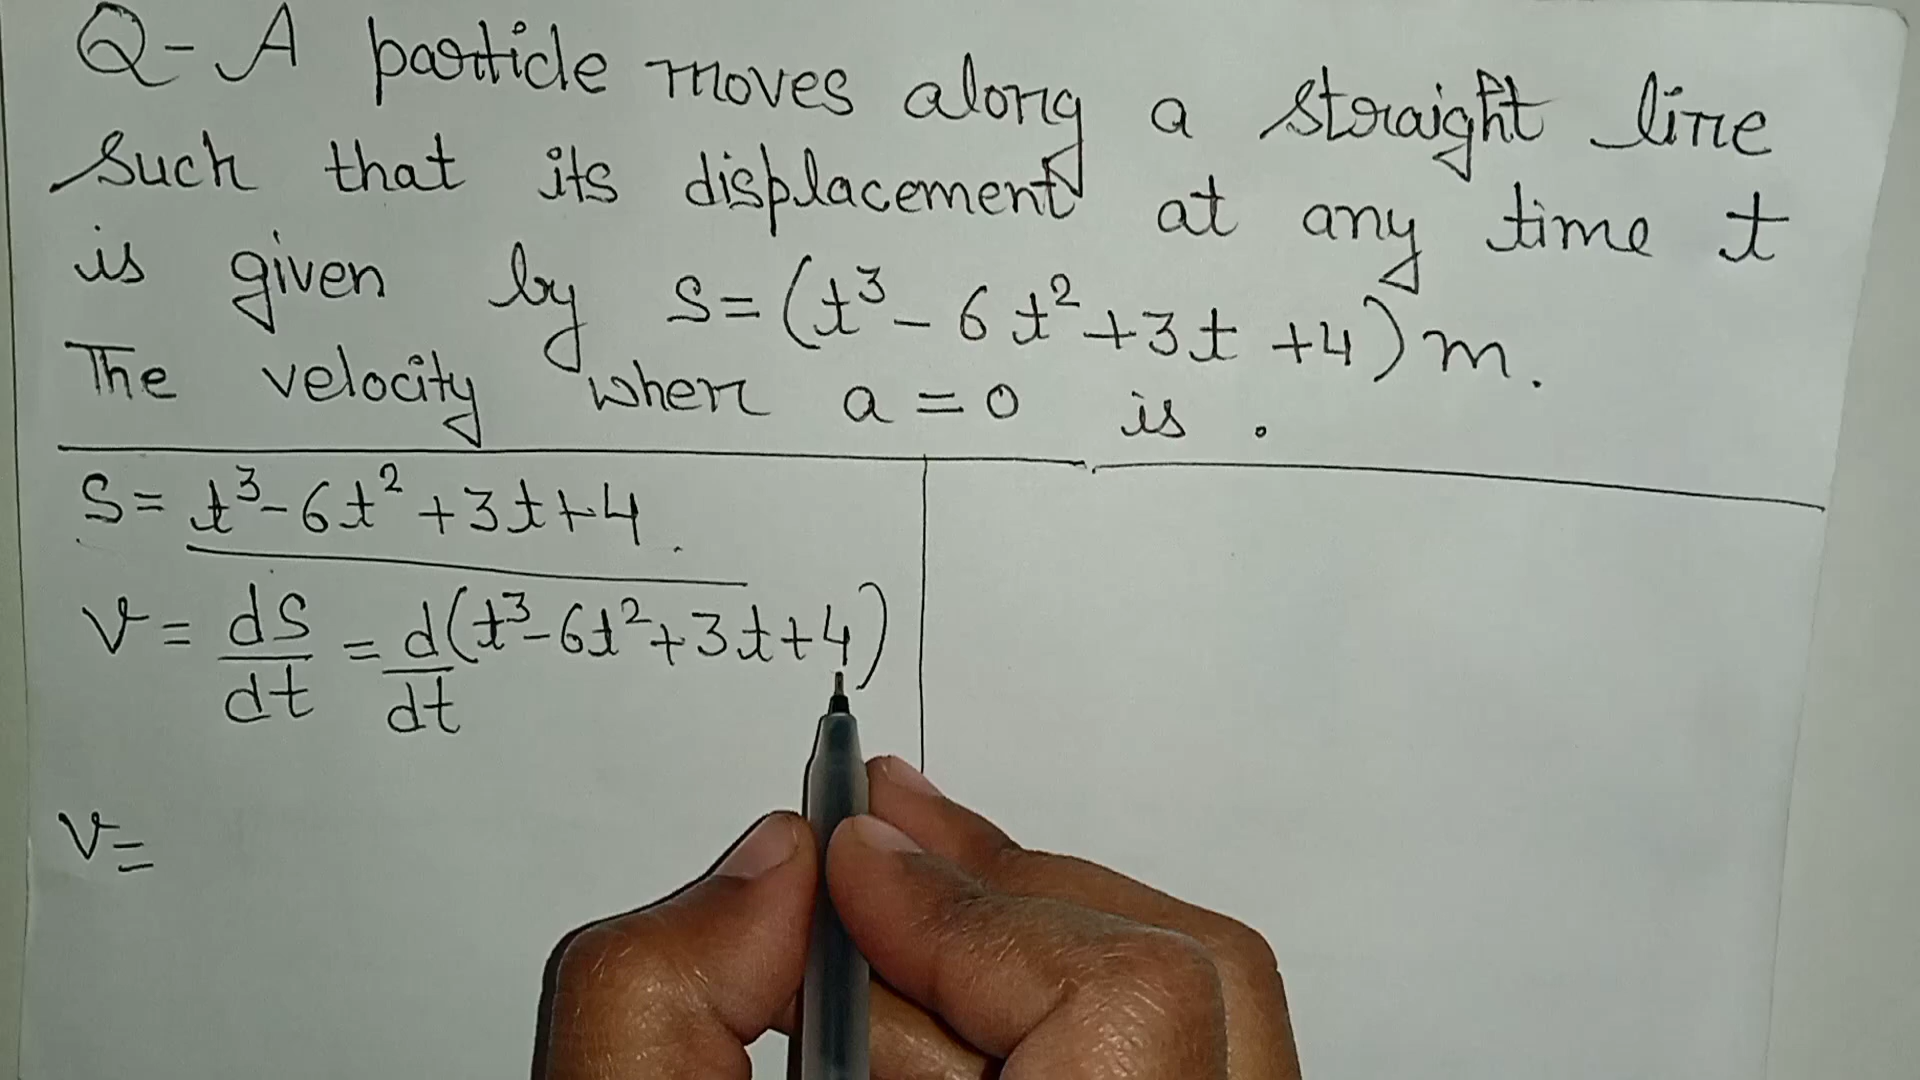 Q- A particle moves along a straight line
such that its displacement at any time t
is given by S=(t³-6t²+3t+4)m.
The velocity when a=0 is .
S= t³-6t²+3t+4.
v= dS/dt = d/dt (t³-6t²+3t+4)
v=